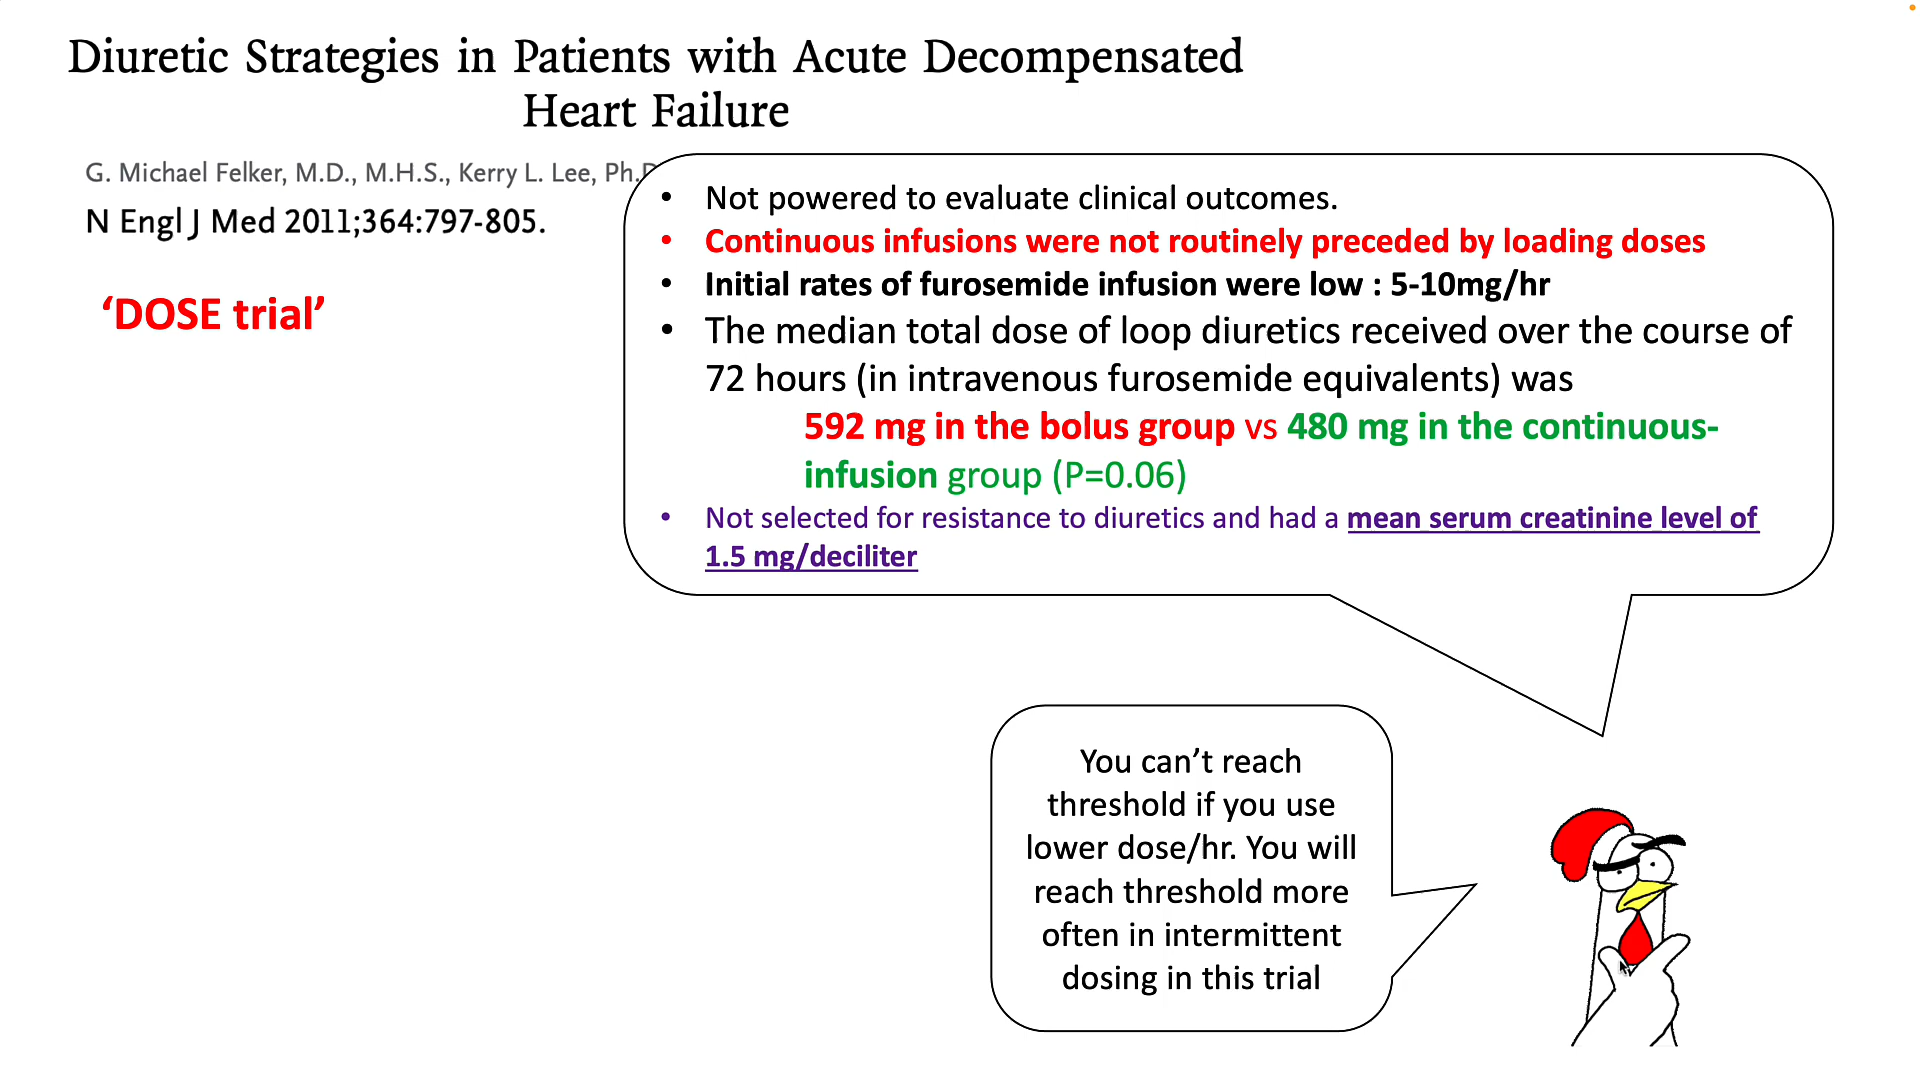 Diuretic Strategies in Patients with Acute Decompensated
Heart Failure
G. Michael Felker, M.D., M.H.S., Kerry L. Lee, Ph.D
N Engl J Med 2011;364:797-805.
‘DOSE trial’
• Not powered to evaluate clinical outcomes.
• Continuous infusions were not routinely preceded by loading doses
• Initial rates of furosemide infusion were low : 5-10mg/hr
• The median total dose of loop diuretics received over the course of
72 hours (in intravenous furosemide equivalents) was
592 mg in the bolus group vs 480 mg in the continuous-
infusion group (P=0.06)
• Not selected for resistance to diuretics and had a mean serum creatinine level of
1.5 mg/deciliter
You can’t reach
threshold if you use
lower dose/hr. You will
reach threshold more
often in intermittent
dosing in this trial